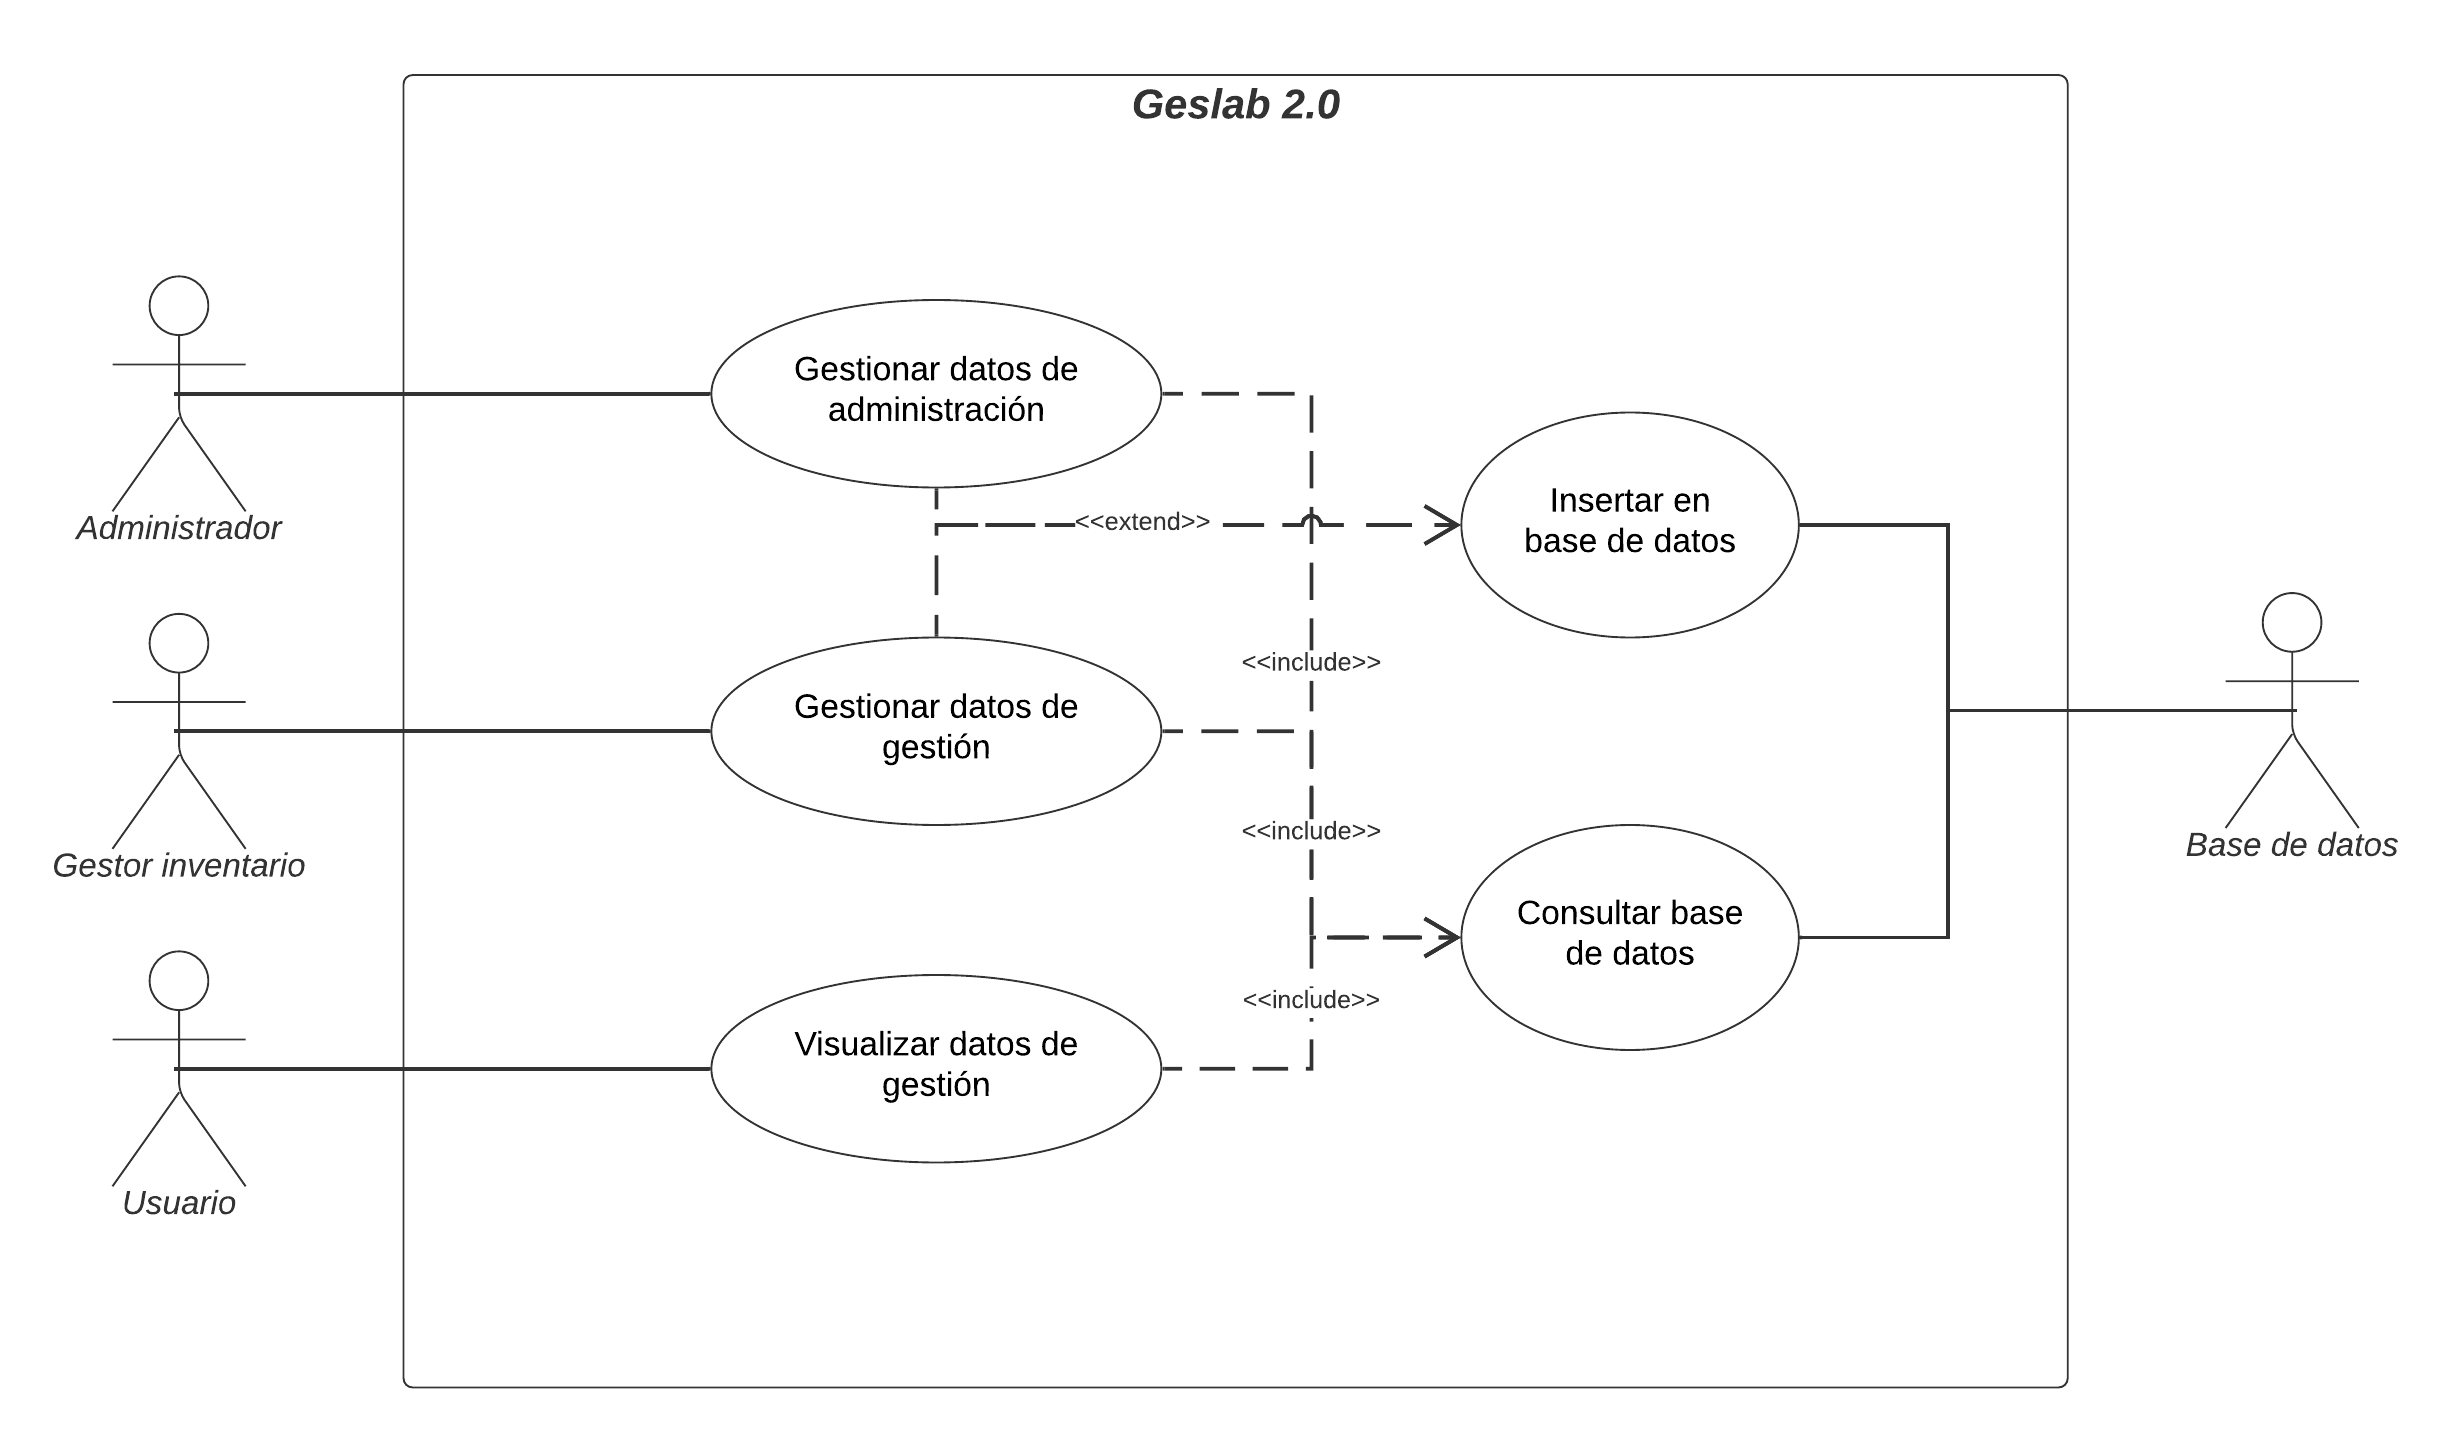 Geslab 2.0
Gestionar datos de
administración
Administrador
<<extend>>
Insertar en
base de datos
<<include>>
Gestionar datos de
gestión
Gestor inventario
<<include>>
Base de datos
Consultar base
de datos
<<include>>
Visualizar datos de
gestión
Usuario